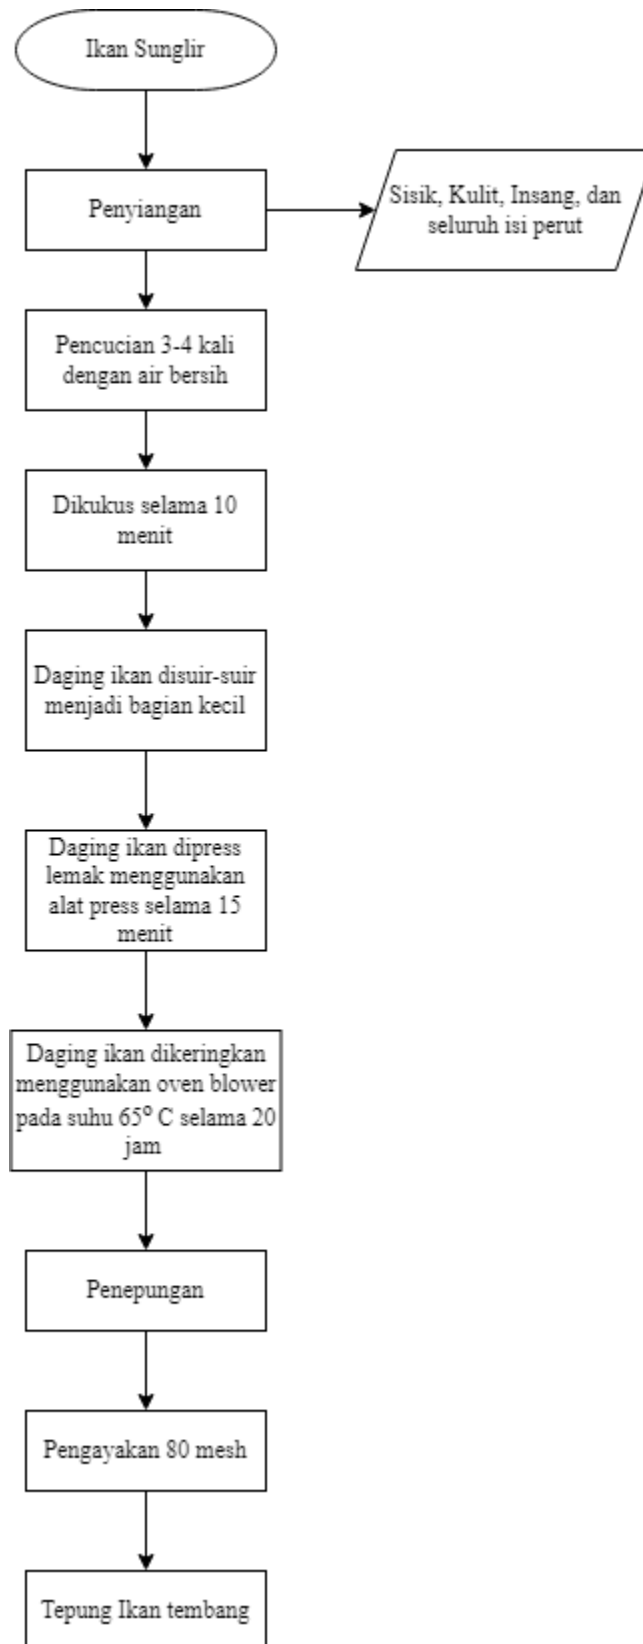 Ikan Sunglir
Penyiangan
Sisik, Kulit, Insang, dan
seluruh isi perut
Pencucian 3-4 kali
dengan air bersih
Dikukus selama 10
menit
Daging ikan disuir-suir
menjadi bagian kecil
Daging ikan dipress
lemak menggunakan
alat press selama 15
menit
Daging ikan dikeringkan
menggunakan oven blower
pada suhu 65° C selama 20
jam
Penepungan
Pengayakan 80 mesh
Tepung Ikan tembang